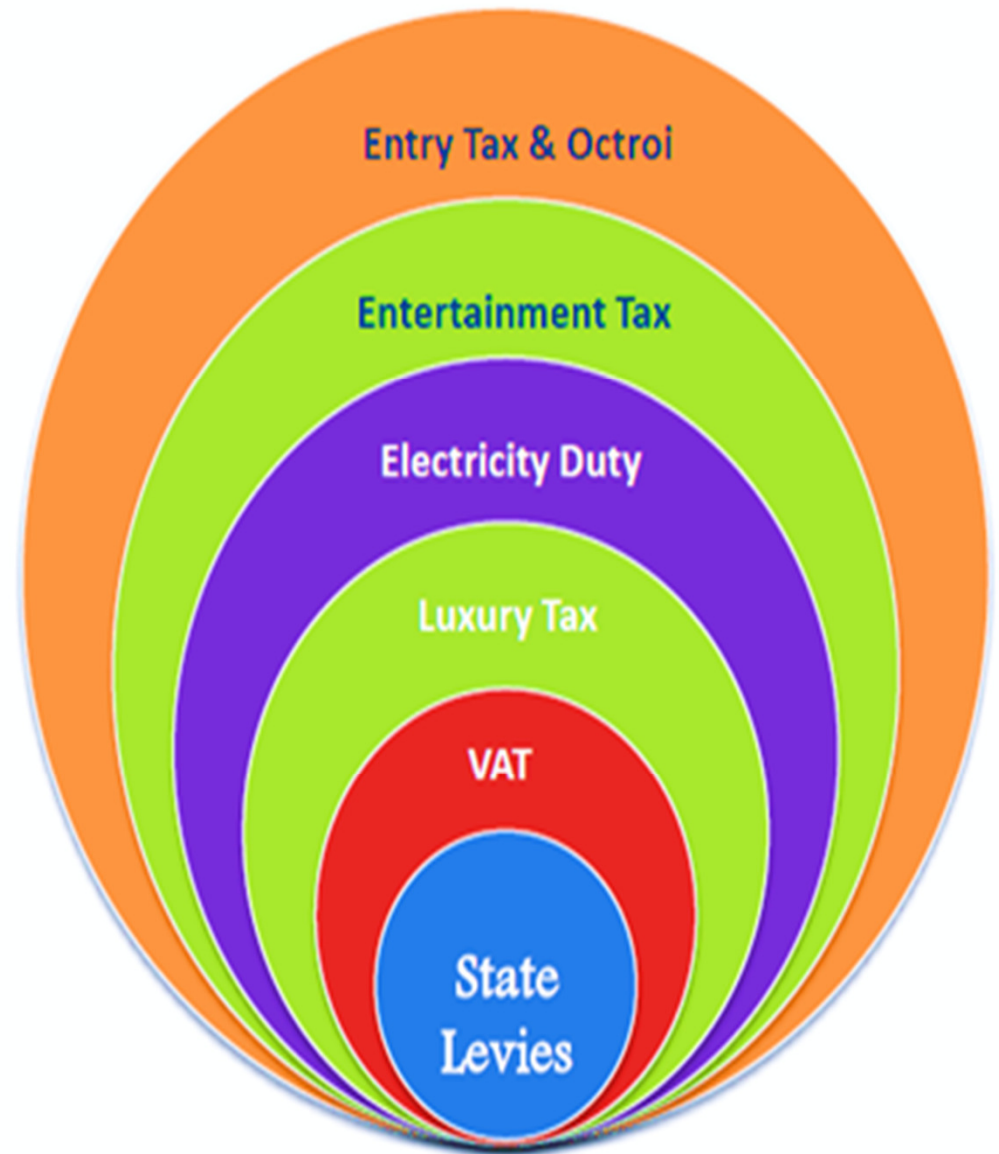 Entry Tax & Octroi
Entertainment Tax
Electricity Duty
Luxury Tax
VAT
State
Levies